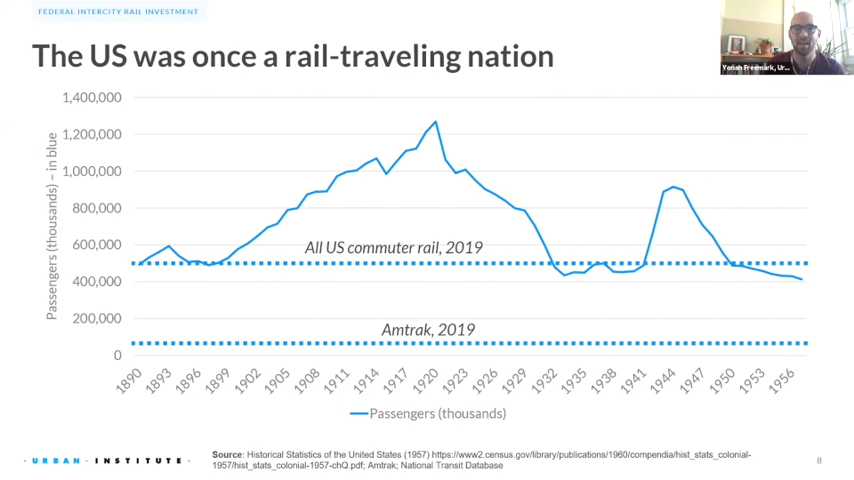 FEDERAL INTERCITY RAIL INVESTMENT
The US was once a rail-traveling nation
Yonah Freemark, Ur...
Passengers (thousands) – in blue
1,400,000
1,200,000
1,000,000
800,000
600,000
400,000
200,000
0
All US commuter rail, 2019
Amtrak, 2019
1890 1893 1896 1899 1902 1905 1908 1911 1914 1917 1920 1923 1926 1929 1932 1935 1938 1941 1944 1947 1950 1953 1956
Passengers (thousands)
· URBAN · INSTITUTE ·
Source: Historical Statistics of the United States (1957) https://www2.census.gov/library/publications/1960/compendia/hist_stats_colonial-
1957/hist_stats_colonial-1957-chQ.pdf; Amtrak; National Transit Database
8